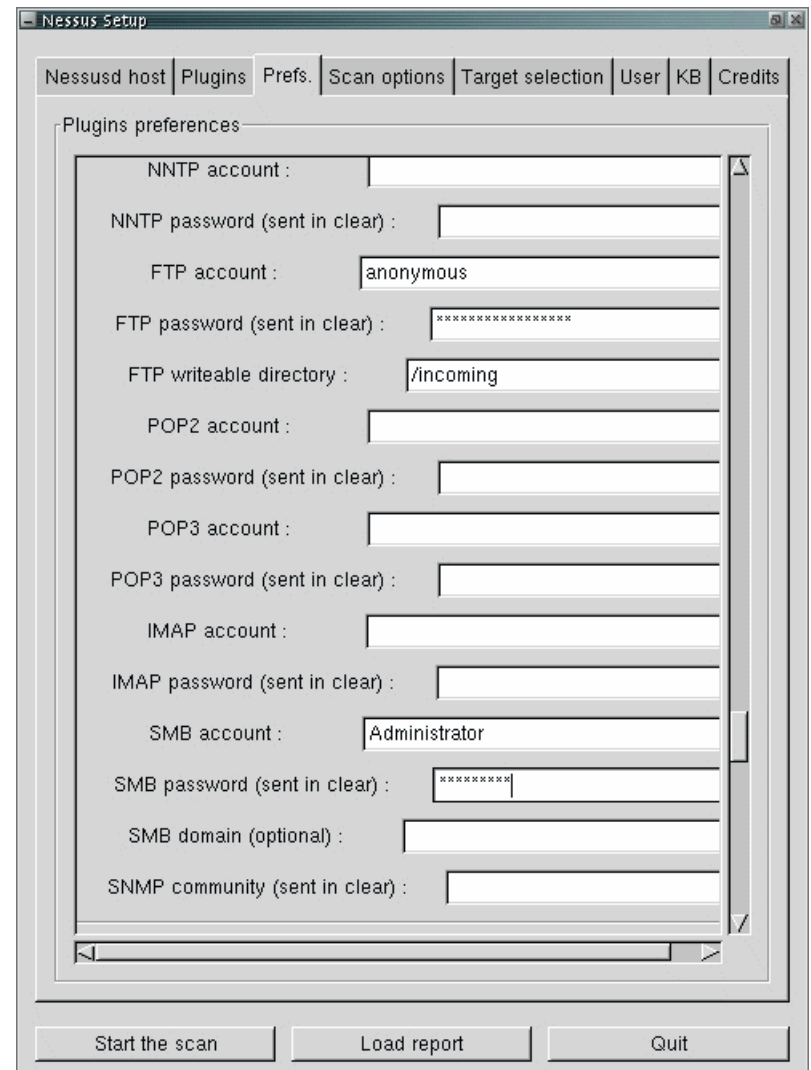 Nessus Setup
Nessusd host Plugins Prefs. Scan options Target selection User KB Credits
Plugins preferences
NNTP account :
NNTP password (sent in clear) :
FTP account : anonymous
FTP password (sent in clear) : *****************
FTP writeable directory : /incoming
POP2 account :
POP2 password (sent in clear) :
POP3 account :
POP3 password (sent in clear) :
IMAP account :
IMAP password (sent in clear) :
SMB account : Administrator
SMB password (sent in clear) : *********
SMB domain (optional) :
SNMP community (sent in clear) :
Start the scan Load report Quit